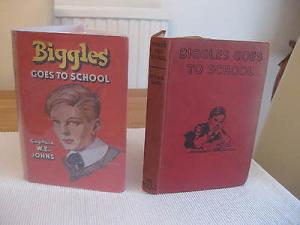 Biggles
GOES TO SCHOOL
Captain
W.E.
JOHNS
BIGGLES GOES
TO SCHOOL